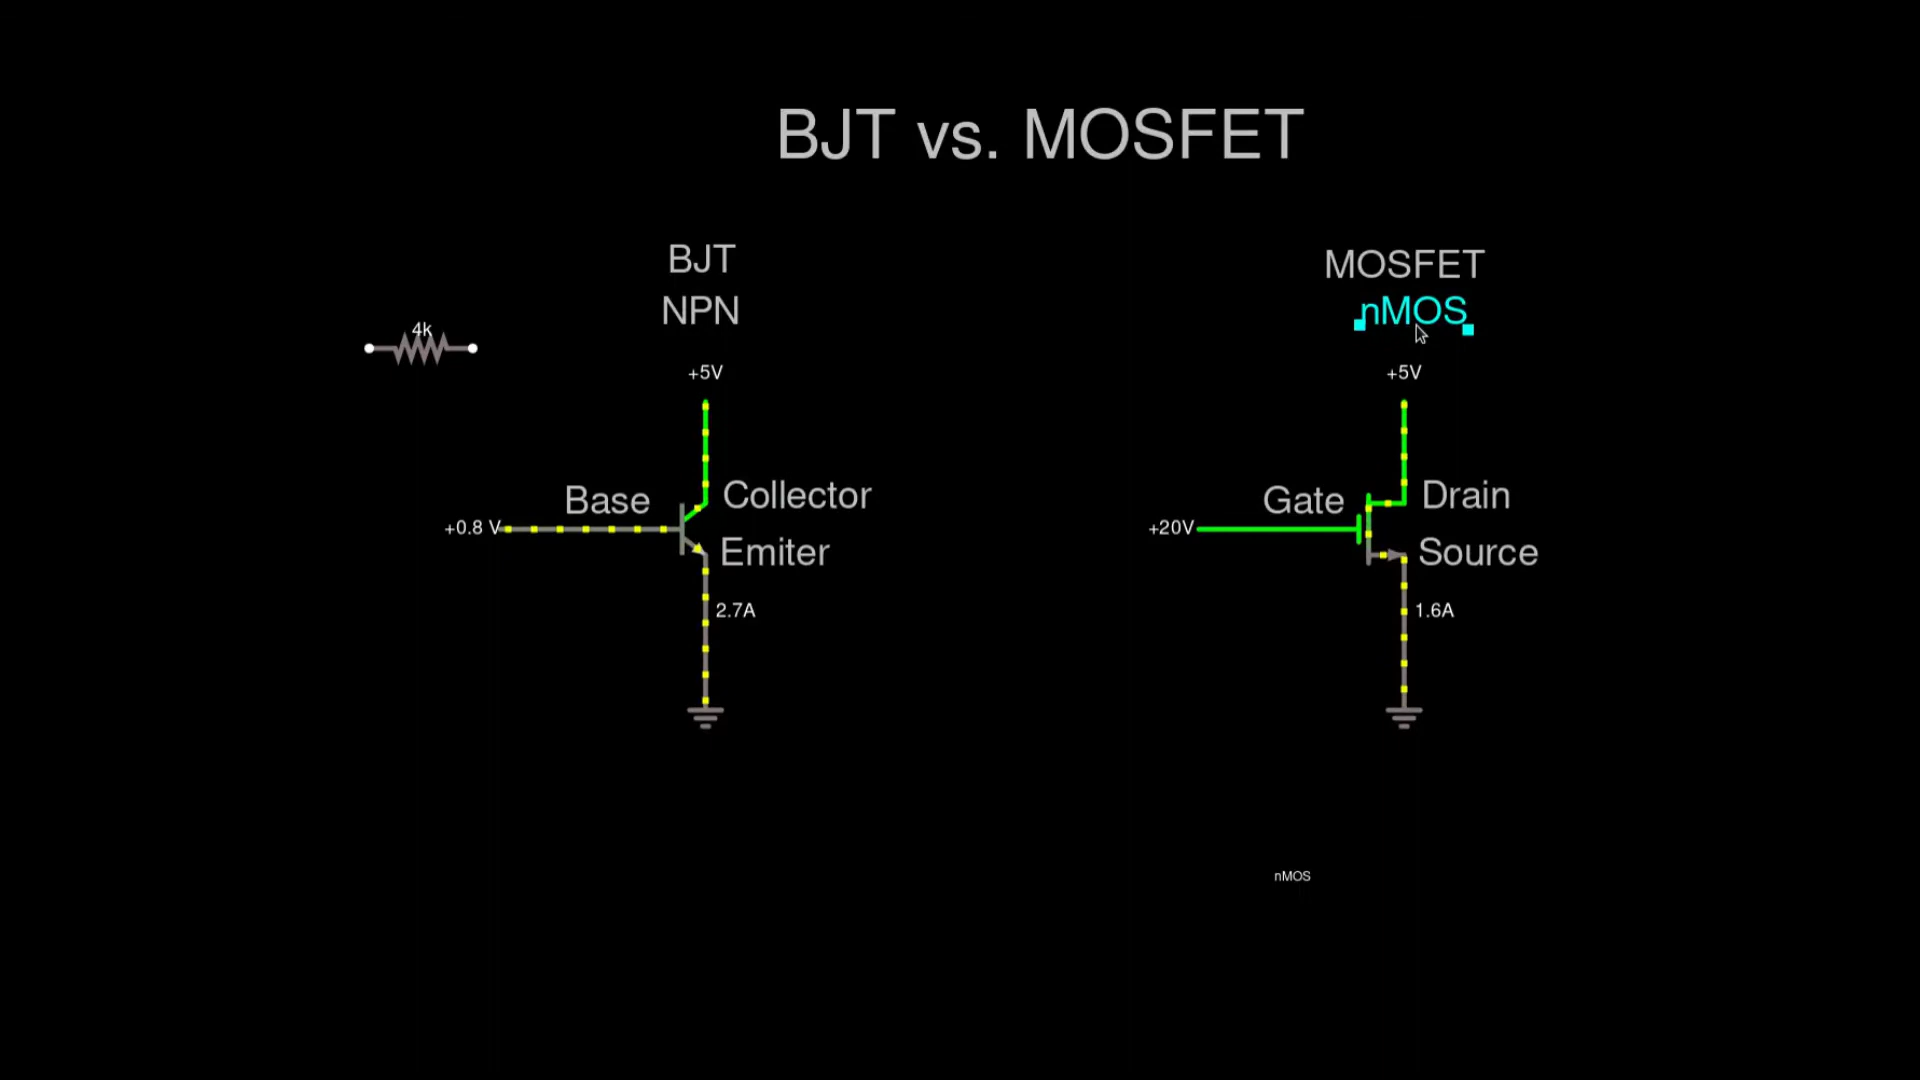 BJT vs. MOSFET
BJT
NPN
MOSFET
nMOS
4k
+5V
+5V
Base
Collector
+0.8 V
Emiter
2.7A
Gate
Drain
+20V
Source
1.6A
nMOS